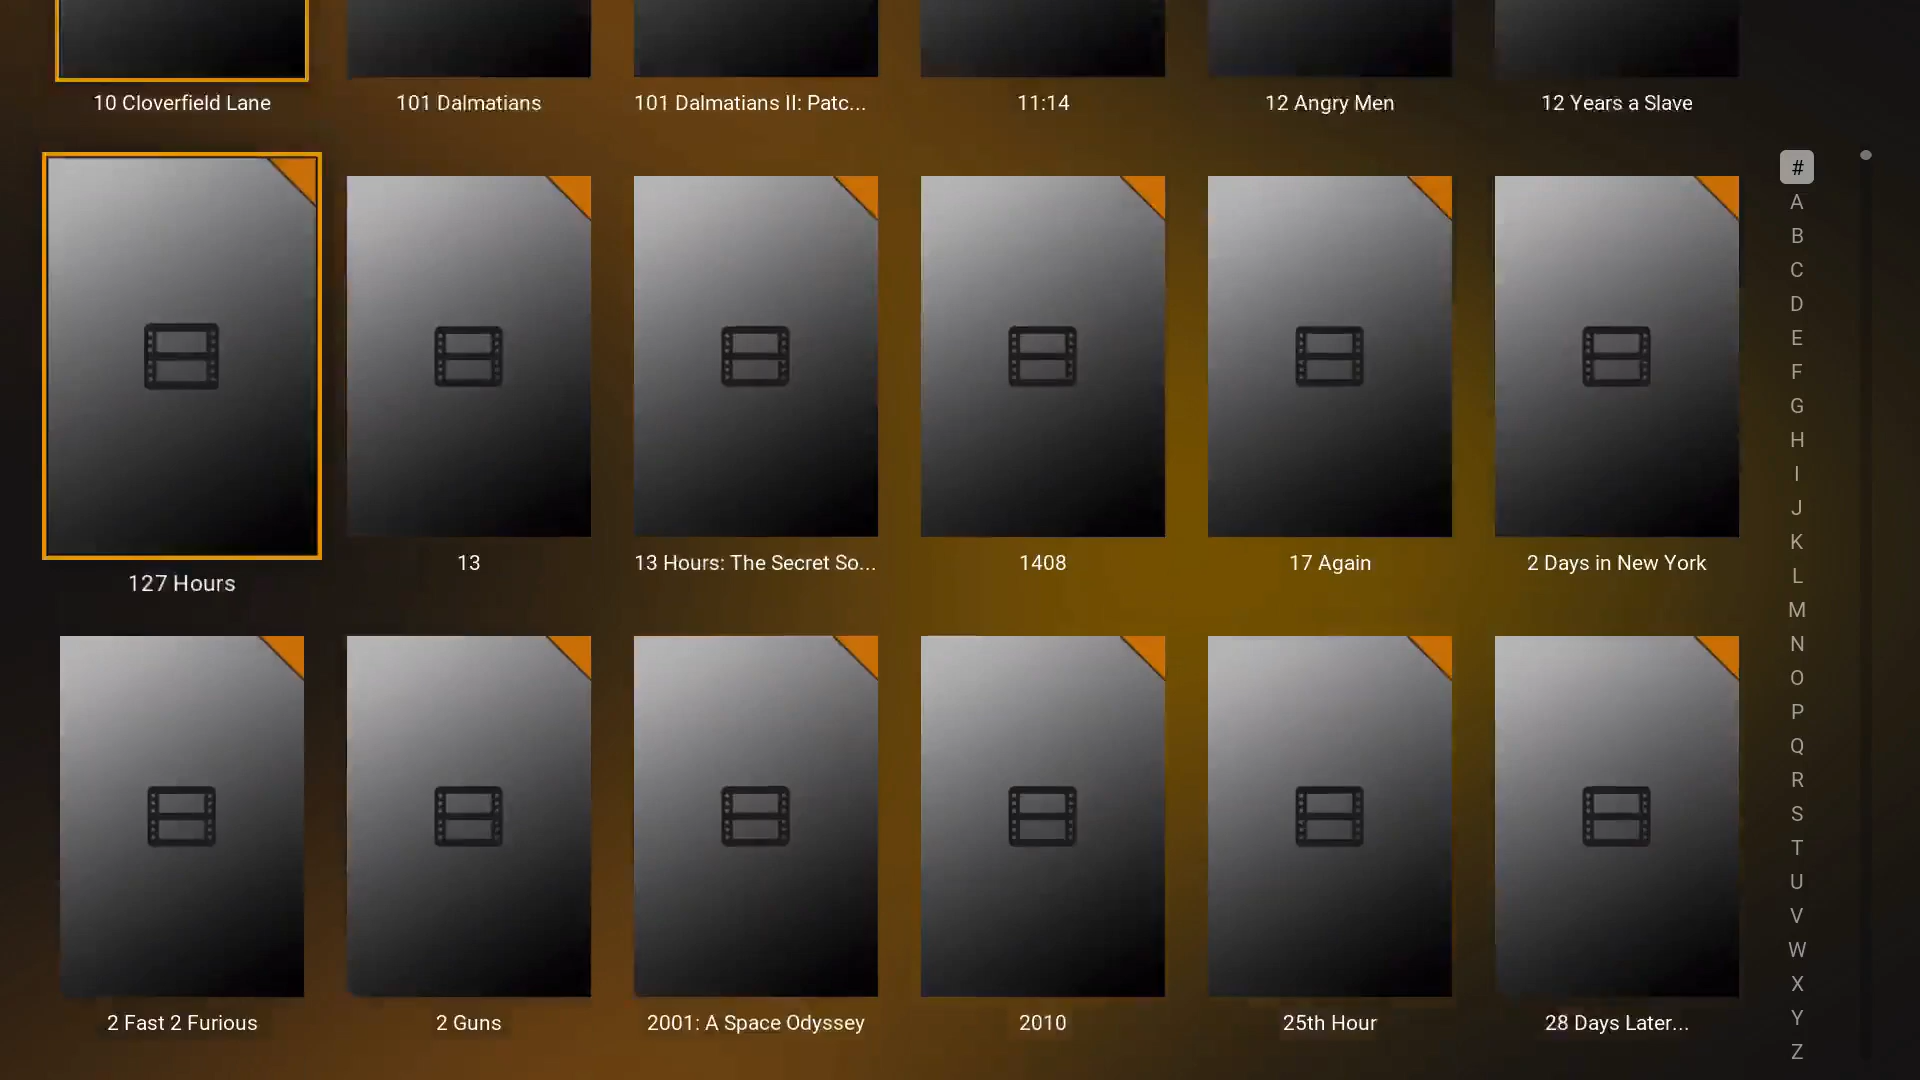 10 Cloverfield Lane
101 Dalmatians
101 Dalmatians II: Patc...
11:14
12 Angry Men
12 Years a Slave
127 Hours
13
13 Hours: The Secret So...
1408
17 Again
2 Days in New York
2 Fast 2 Furious
2 Guns
2001: A Space Odyssey
2010
25th Hour
28 Days Later...
#
A
B
C
D
E
F
G
H
I
J
K
L
M
N
O
P
Q
R
S
T
U
V
W
X
Y
Z